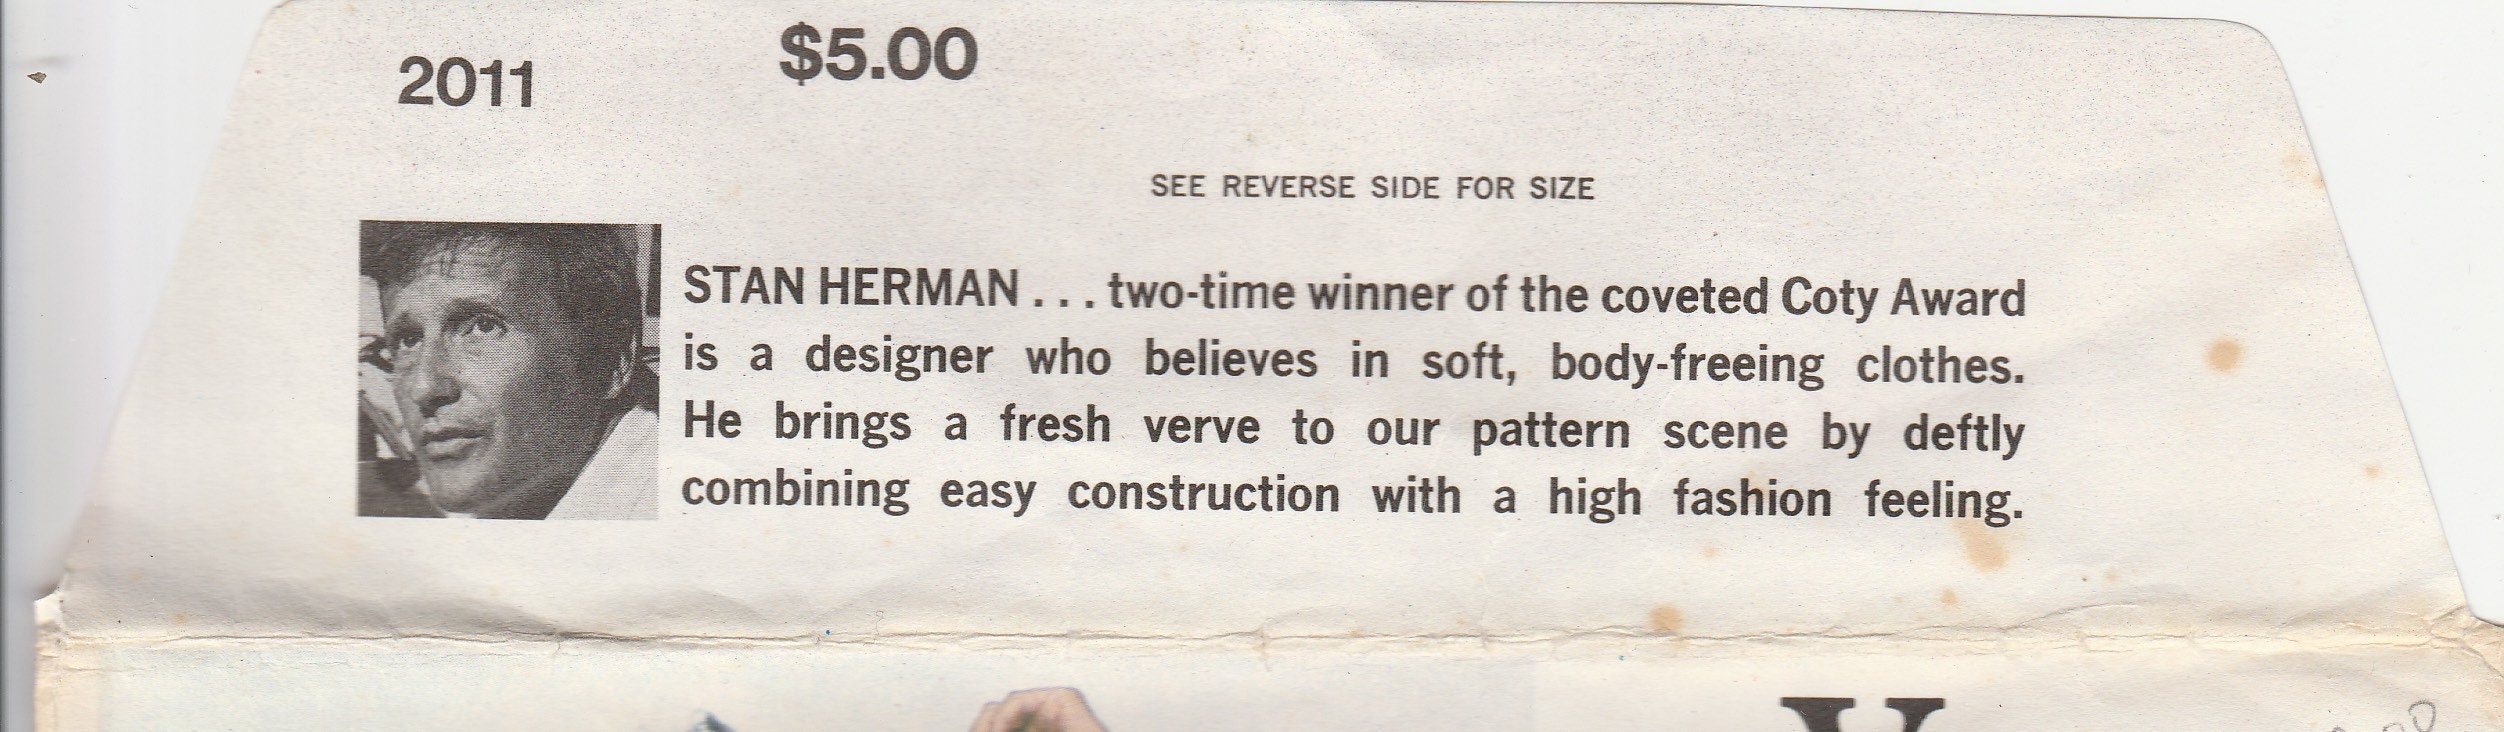 2011
$5.00
SEE REVERSE SIDE FOR SIZE
STAN HERMAN . . . two-time winner of the coveted Coty Award
is a designer who believes in soft, body-freeing clothes.
He brings a fresh verve to our pattern scene by deftly
combining easy construction with a high fashion feeling.